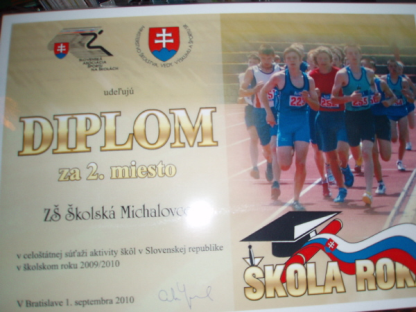 udeľujú
DIPLOM
za 2. miesto
ZŠ Školská Michalovce
v celoštátnej súťaži aktivity škôl v Slovenskej republike
v školskom roku 2009/2010
V Bratislave 1. septembra 2010
ŠKOLA ROK